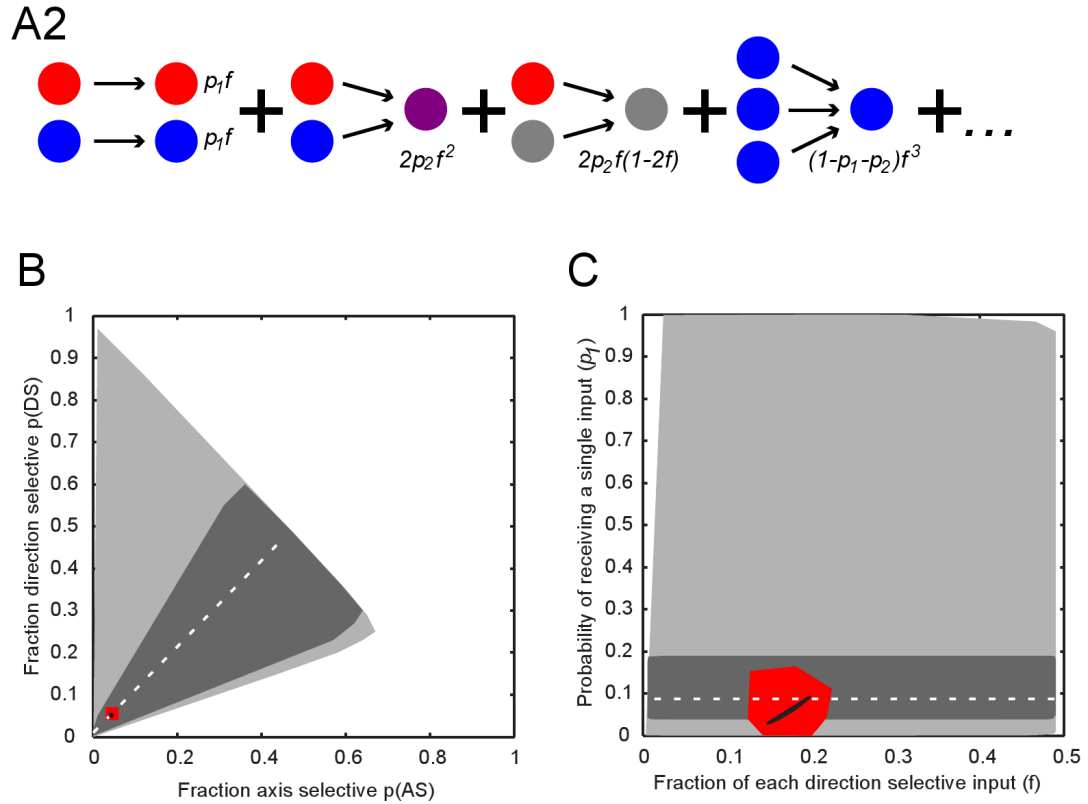 A2
p₁f + + + +...
p₁f 2p₂f² 2p₂f(1-2f) (1-p₁-p₂)f³
B
1
0.9
0.8
0.7
0.6
0.5
0.4
0.3
0.2
0.1
0
0 0.2 0.4 0.6 0.8 1
Fraction direction selective p(DS)
Fraction axis selective p(AS)
C
1
0.9
0.8
0.7
0.6
0.5
0.4
0.3
0.2
0.1
0
0 0.1 0.2 0.3 0.4 0.5
Probability of receiving a single input (p₁)
Fraction of each direction selective input (f)